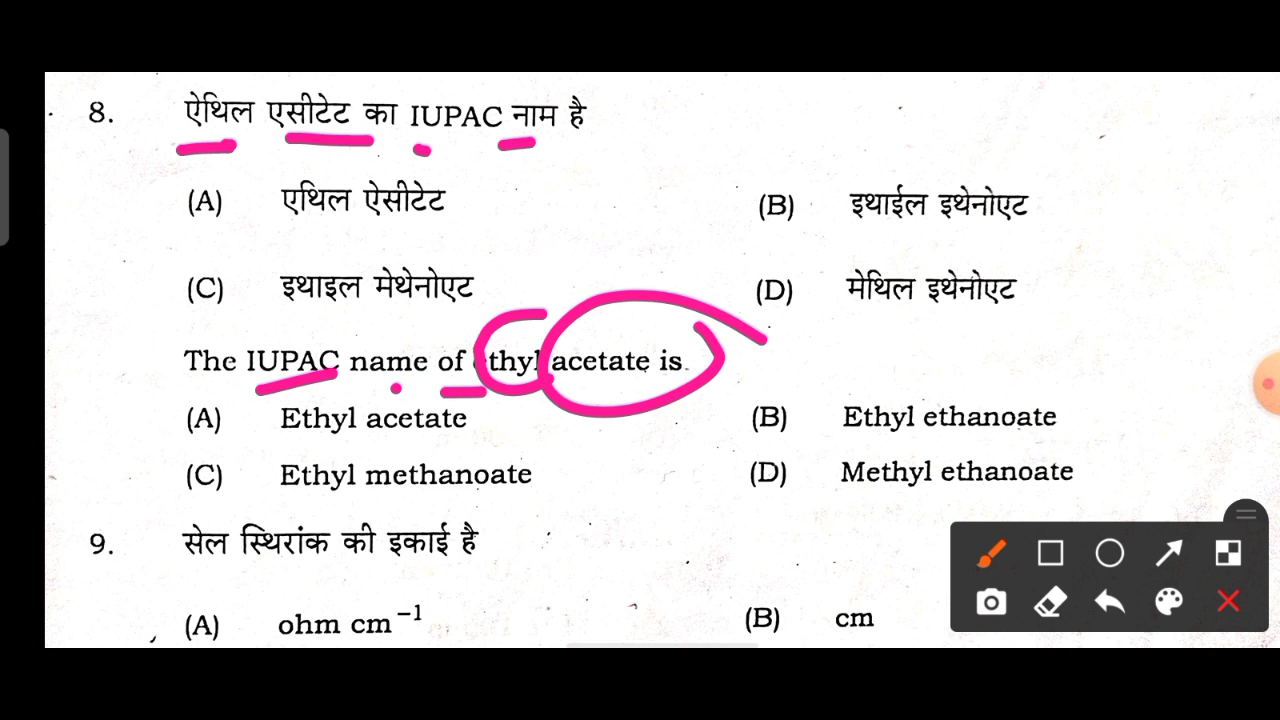 8. ऐथिल एसीटेट का IUPAC नाम है
(A) एथिल ऐसीटेट (B) इथाईल इथेनोएट
(C) इथाइल मेथेनोएट (D) मेथिल इथेनोएट
The IUPAC name of ethyl acetate is
(A) Ethyl acetate (B) Ethyl ethanoate
(C) Ethyl methanoate (D) Methyl ethanoate
9. सेल स्थिरांक की इकाई है
(A) ohm cm⁻¹ (B) cm